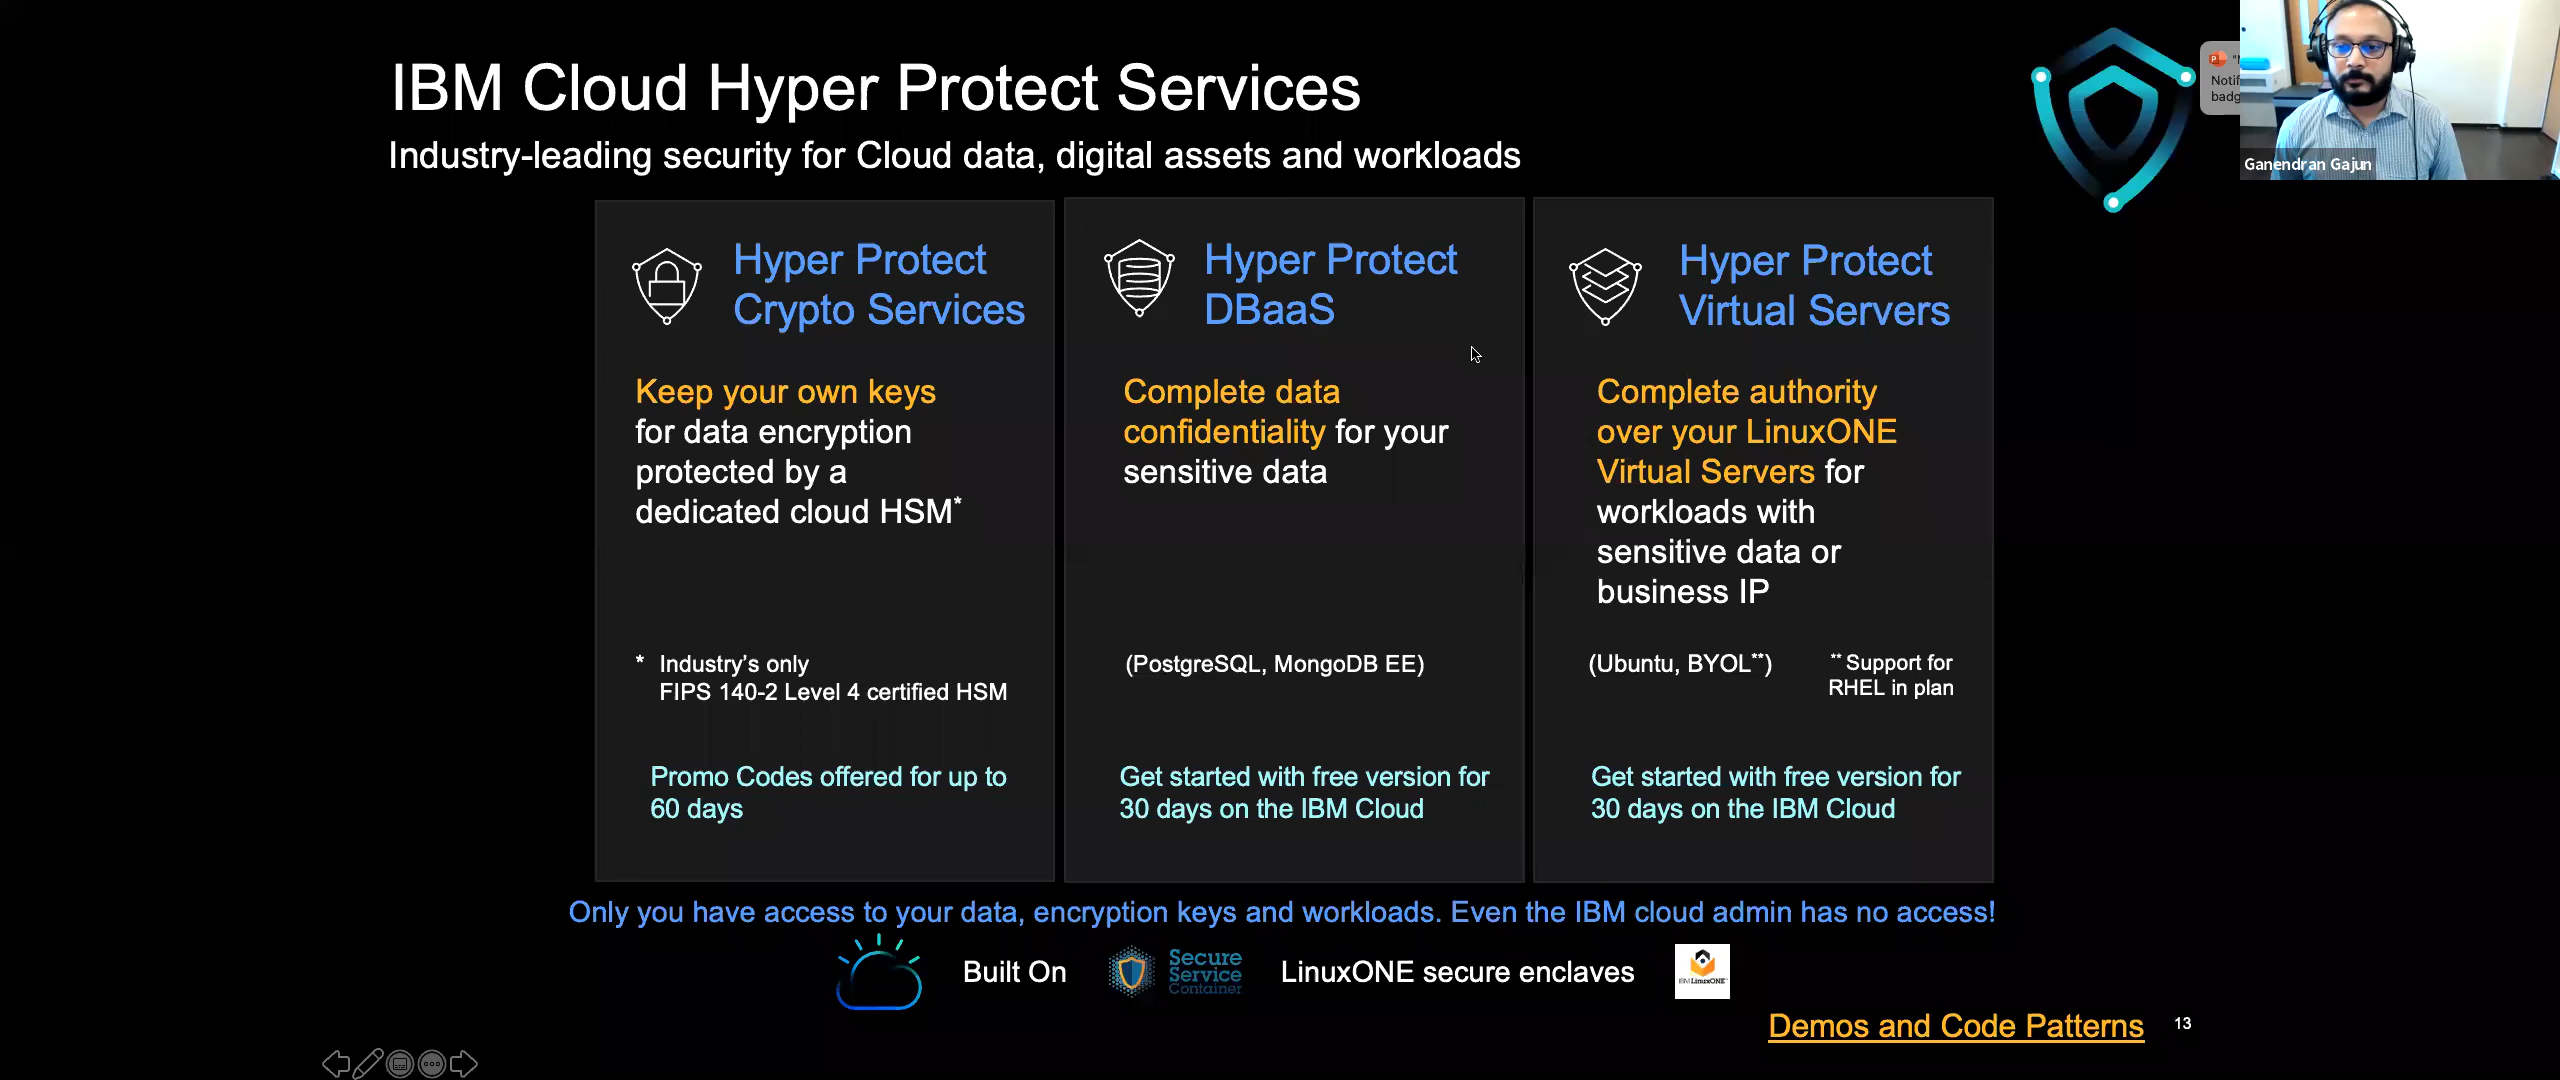 IBM Cloud Hyper Protect Services
Industry-leading security for Cloud data, digital assets and workloads
Notif
badg
Ganendran Gajun
Hyper Protect
Crypto Services
Keep your own keys
for data encryption
protected by a
dedicated cloud HSM*
* Industry’s only
FIPS 140-2 Level 4 certified HSM
Promo Codes offered for up to
60 days
Hyper Protect
DBaaS
Complete data
confidentiality for your
sensitive data
(PostgreSQL, MongoDB EE)
Get started with free version for
30 days on the IBM Cloud
Hyper Protect
Virtual Servers
Complete authority
over your LinuxONE
Virtual Servers for
workloads with
sensitive data or
business IP
(Ubuntu, BYOL**)
** Support for
RHEL in plan
Get started with free version for
30 days on the IBM Cloud
Only you have access to your data, encryption keys and workloads. Even the IBM cloud admin has no access!
Built On
Secure
Service
Container
LinuxONE secure enclaves
IBM LinuxONE
Demos and Code Patterns
13